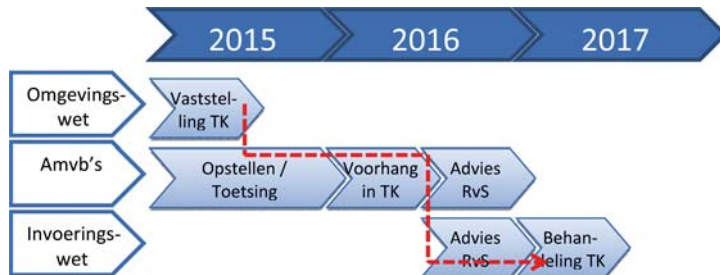 2015 2016 2017
Omgevings-
wet
Vaststel-
ling TK
Amvb's
Opstellen /
Toetsing
Voorhang
in TK
Advies
RvS
Invoerings-
wet
Advies
RvS
Behan-
deling TK